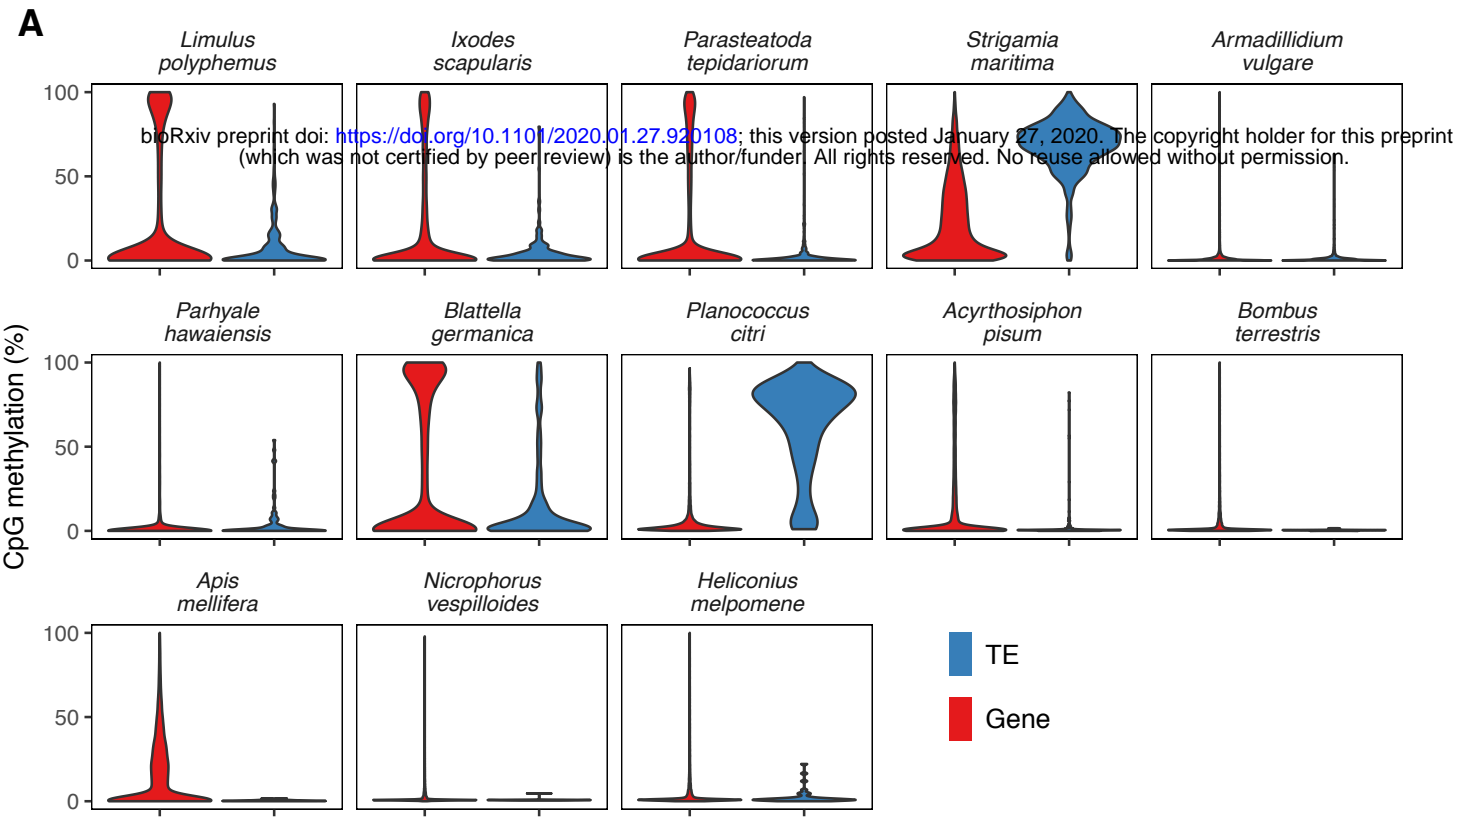 A
Limulus
polyphemus
Ixodes
scapularis
Parasteatoda
tepidariorum
Strigamia
maritima
Armadillidium
vulgare
100
50
0
bioRxiv preprint doi: https://doi.org/10.1101/2020.01.27.920108; this version posted January 27, 2020. The copyright holder for this preprint
(which was not certified by peer review) is the author/funder. All rights reserved. No reuse allowed without permission.
CpG methylation (%)
Parhyale
hawaiensis
Blattella
germanica
Planococcus
citri
Acyrthosiphon
pisum
Bombus
terrestris
100
50
0
Apis
mellifera
Nicrophorus
vespilloides
Heliconius
melpomene
100
50
0
TE
Gene